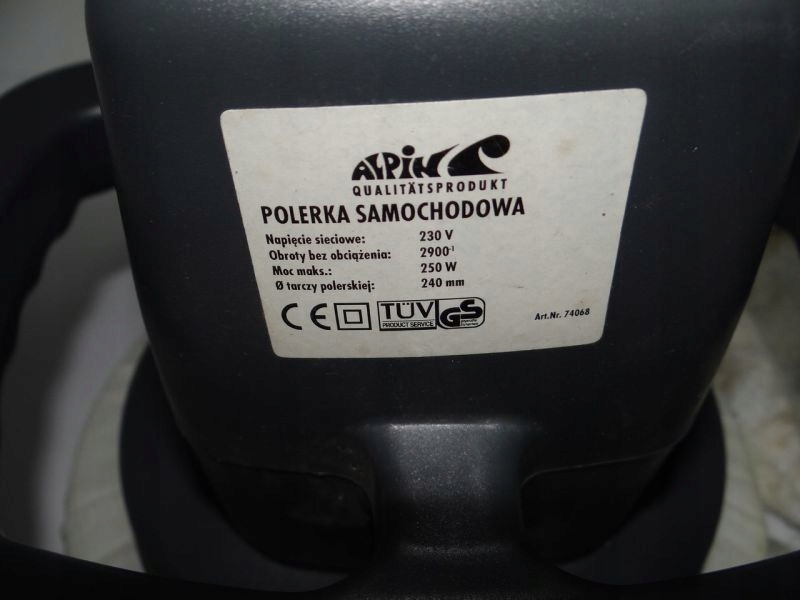 ALPIN
QUALITÄTSPRODUKT
POLERKA SAMOCHODOWA
Napięcie sieciowe: 230 V
Obroty bez obciążenia: 2900⁻¹
Moc maks.: 250 W
Ø tarczy polerskiej: 240 mm
CE TÜV GS
PRODUCT SERVICE
Art.Nr. 74068